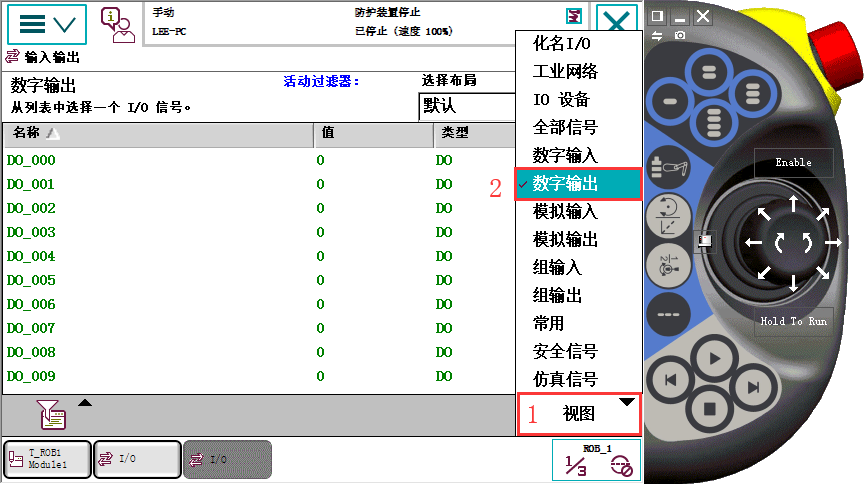 手动
防护装置停止
LEE-PC
已停止 (速度 100%)
输入输出
数字输出
活动过滤器:
选择布局
从列表中选择一个 I/O 信号。
默认
名称
值
类型
DO_000 0 DO
DO_001 0 DO
DO_002 0 DO
DO_003 0 DO
DO_004 0 DO
DO_005 0 DO
DO_006 0 DO
DO_007 0 DO
DO_008 0 DO
DO_009 0 DO
化名I/O
工业网络
IO 设备
全部信号
数字输入
2
数字输出
模拟输入
模拟输出
组输入
组输出
常用
安全信号
仿真信号
1
视图
T_ROB1
Module1
I/O
I/O
ROB_1
1/3
Enable
Hold To Run